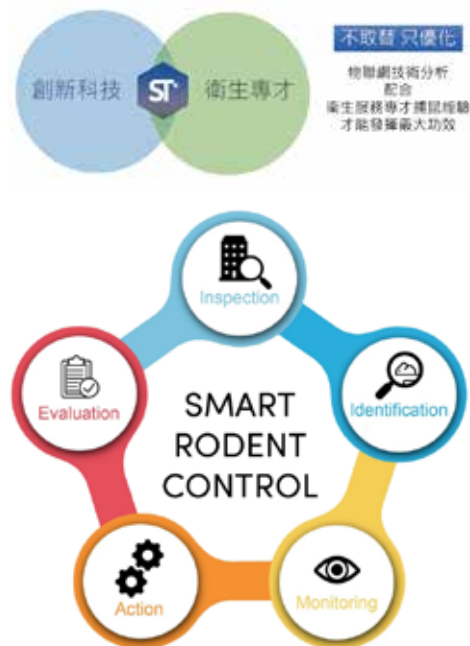 創新科技
ST
衛生專才
不取替 只優化
物聯網技術分析
配合
衛生服務專才捕鼠經驗
才能發揮最大功效
Inspection
Identification
Monitoring
Action
Evaluation
SMART
RODENT
CONTROL